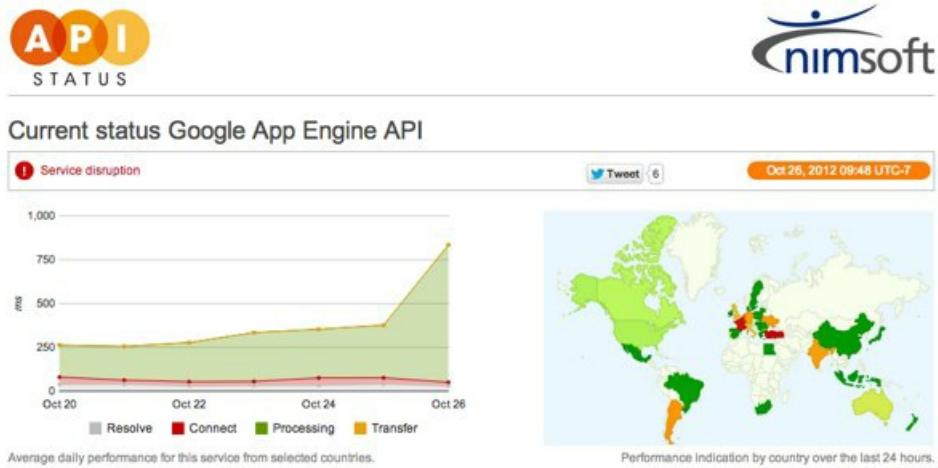 API
STATUS
nimsoft
Current status Google App Engine API
! Service disruption
Tweet 6
Oct 26, 2012 09:48 UTC-7
1,000
750
500
250
0
ms
Oct 20 Oct 22 Oct 24 Oct 26
Resolve Connect Processing Transfer
Average daily performance for this service from selected countries.
Performance indication by country over the last 24 hours.